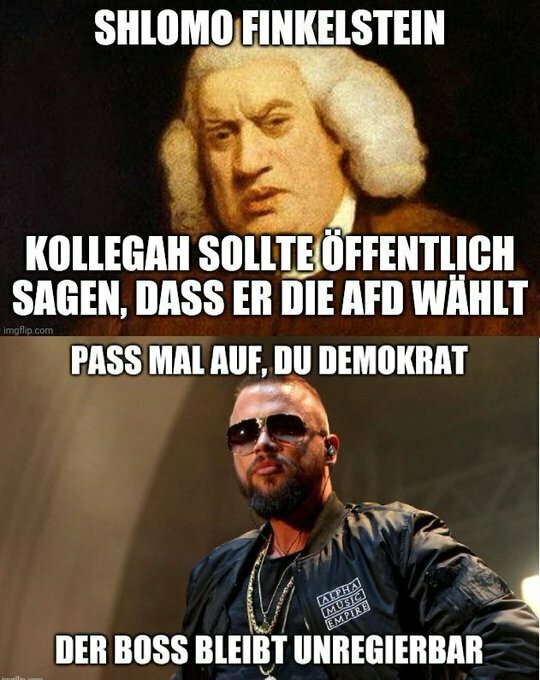 SHLOMO FINKELSTEIN
KOLLEGAH SOLLTE ÖFFENTLICH
SAGEN, DASS ER DIE AFD WÄHLT
imgflip.com
PASS MAL AUF, DU DEMOKRAT
ALPHA
MUSIC
EMPIRE
DER BOSS BLEIBT UNREGIERBAR
imgflip.com